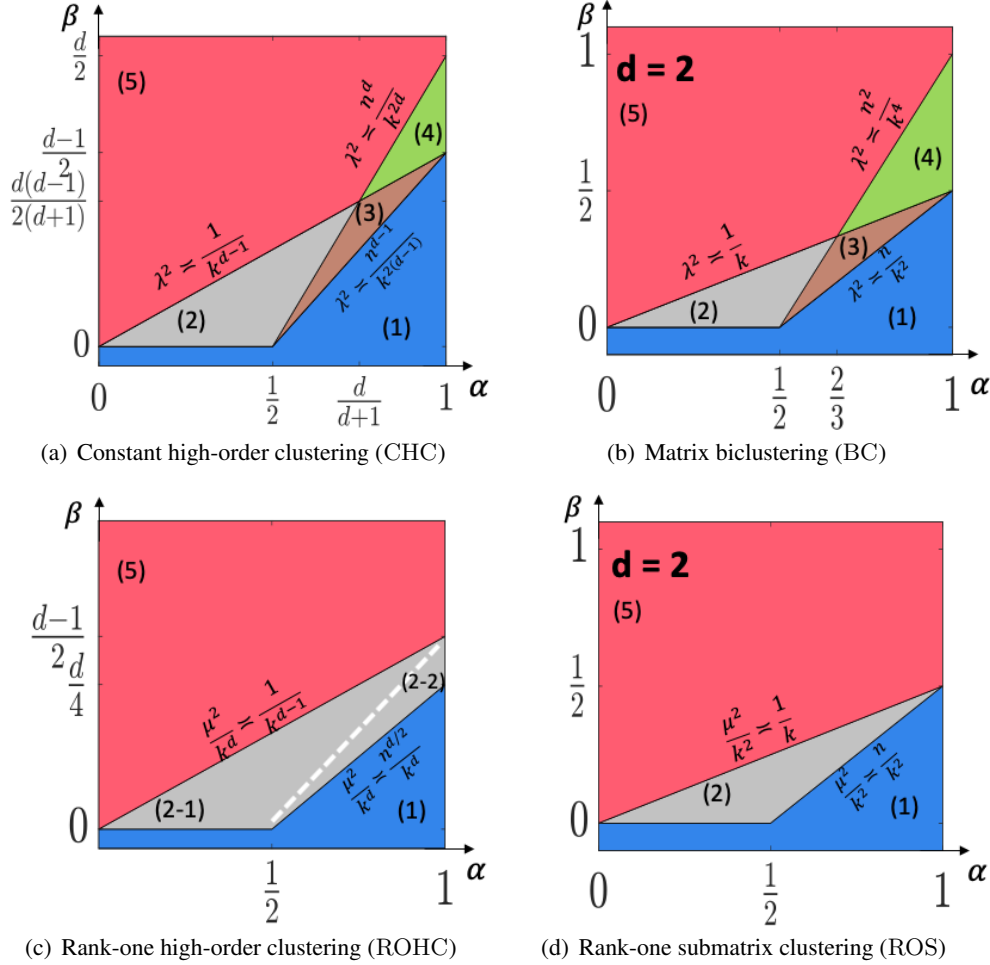 β
d/2
(5)
λ² ≍ n^d/k^{2d}
(4)
(d−1)/2
d(d−1)/2(d+1)
(3)
λ² ≍ 1/k^{d−1}
λ² ≍ n^{d−1}/k^{2(d−1)}
(2)
(1)
0
0
1/2
d/(d+1)
1
α
(a) Constant high-order clustering (CHC)
β
1
d = 2
(5)
λ² ≍ n²/k⁴
(4)
1/2
(3)
λ² ≍ 1/k
λ² ≍ n/k²
(2)
(1)
0
0
1/2
2/3
1
α
(b) Matrix biclustering (BC)
β
(5)
(d−1)/2
d/4
(2-2)
μ²/k^d ≍ 1/k^{d−1}
μ²/k^d ≍ n^{d/2}/k^d
(2-1)
(1)
0
1/2
1
α
(c) Rank-one high-order clustering (ROHC)
β
1
d = 2
(5)
1/2
μ²/k² ≍ 1/k
μ²/k² ≍ n/k²
(2)
(1)
0
0
1/2
1
α
(d) Rank-one submatrix clustering (ROS)